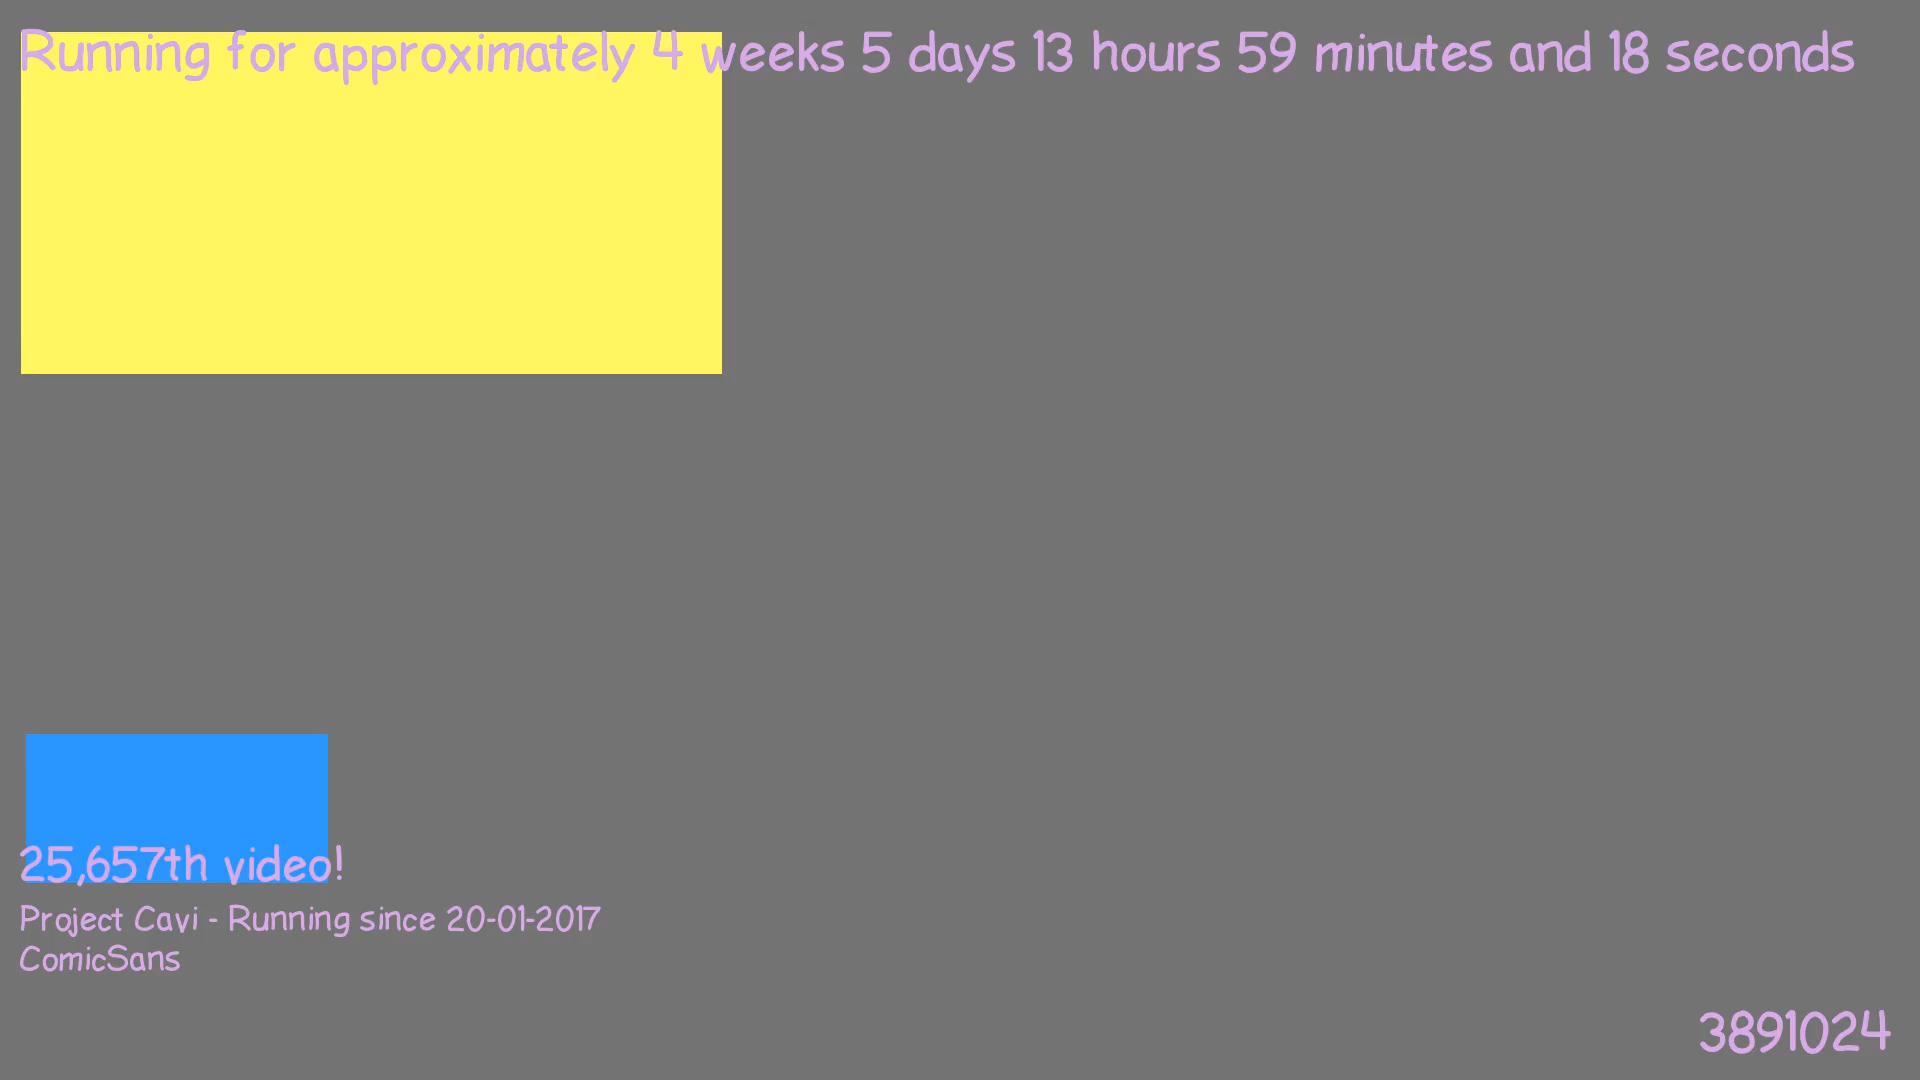 Running for approximately 4 weeks 5 days 13 hours 59 minutes and 18 seconds
25,657th video!
Project Cavi - Running since 20-01-2017
ComicSans
3891024